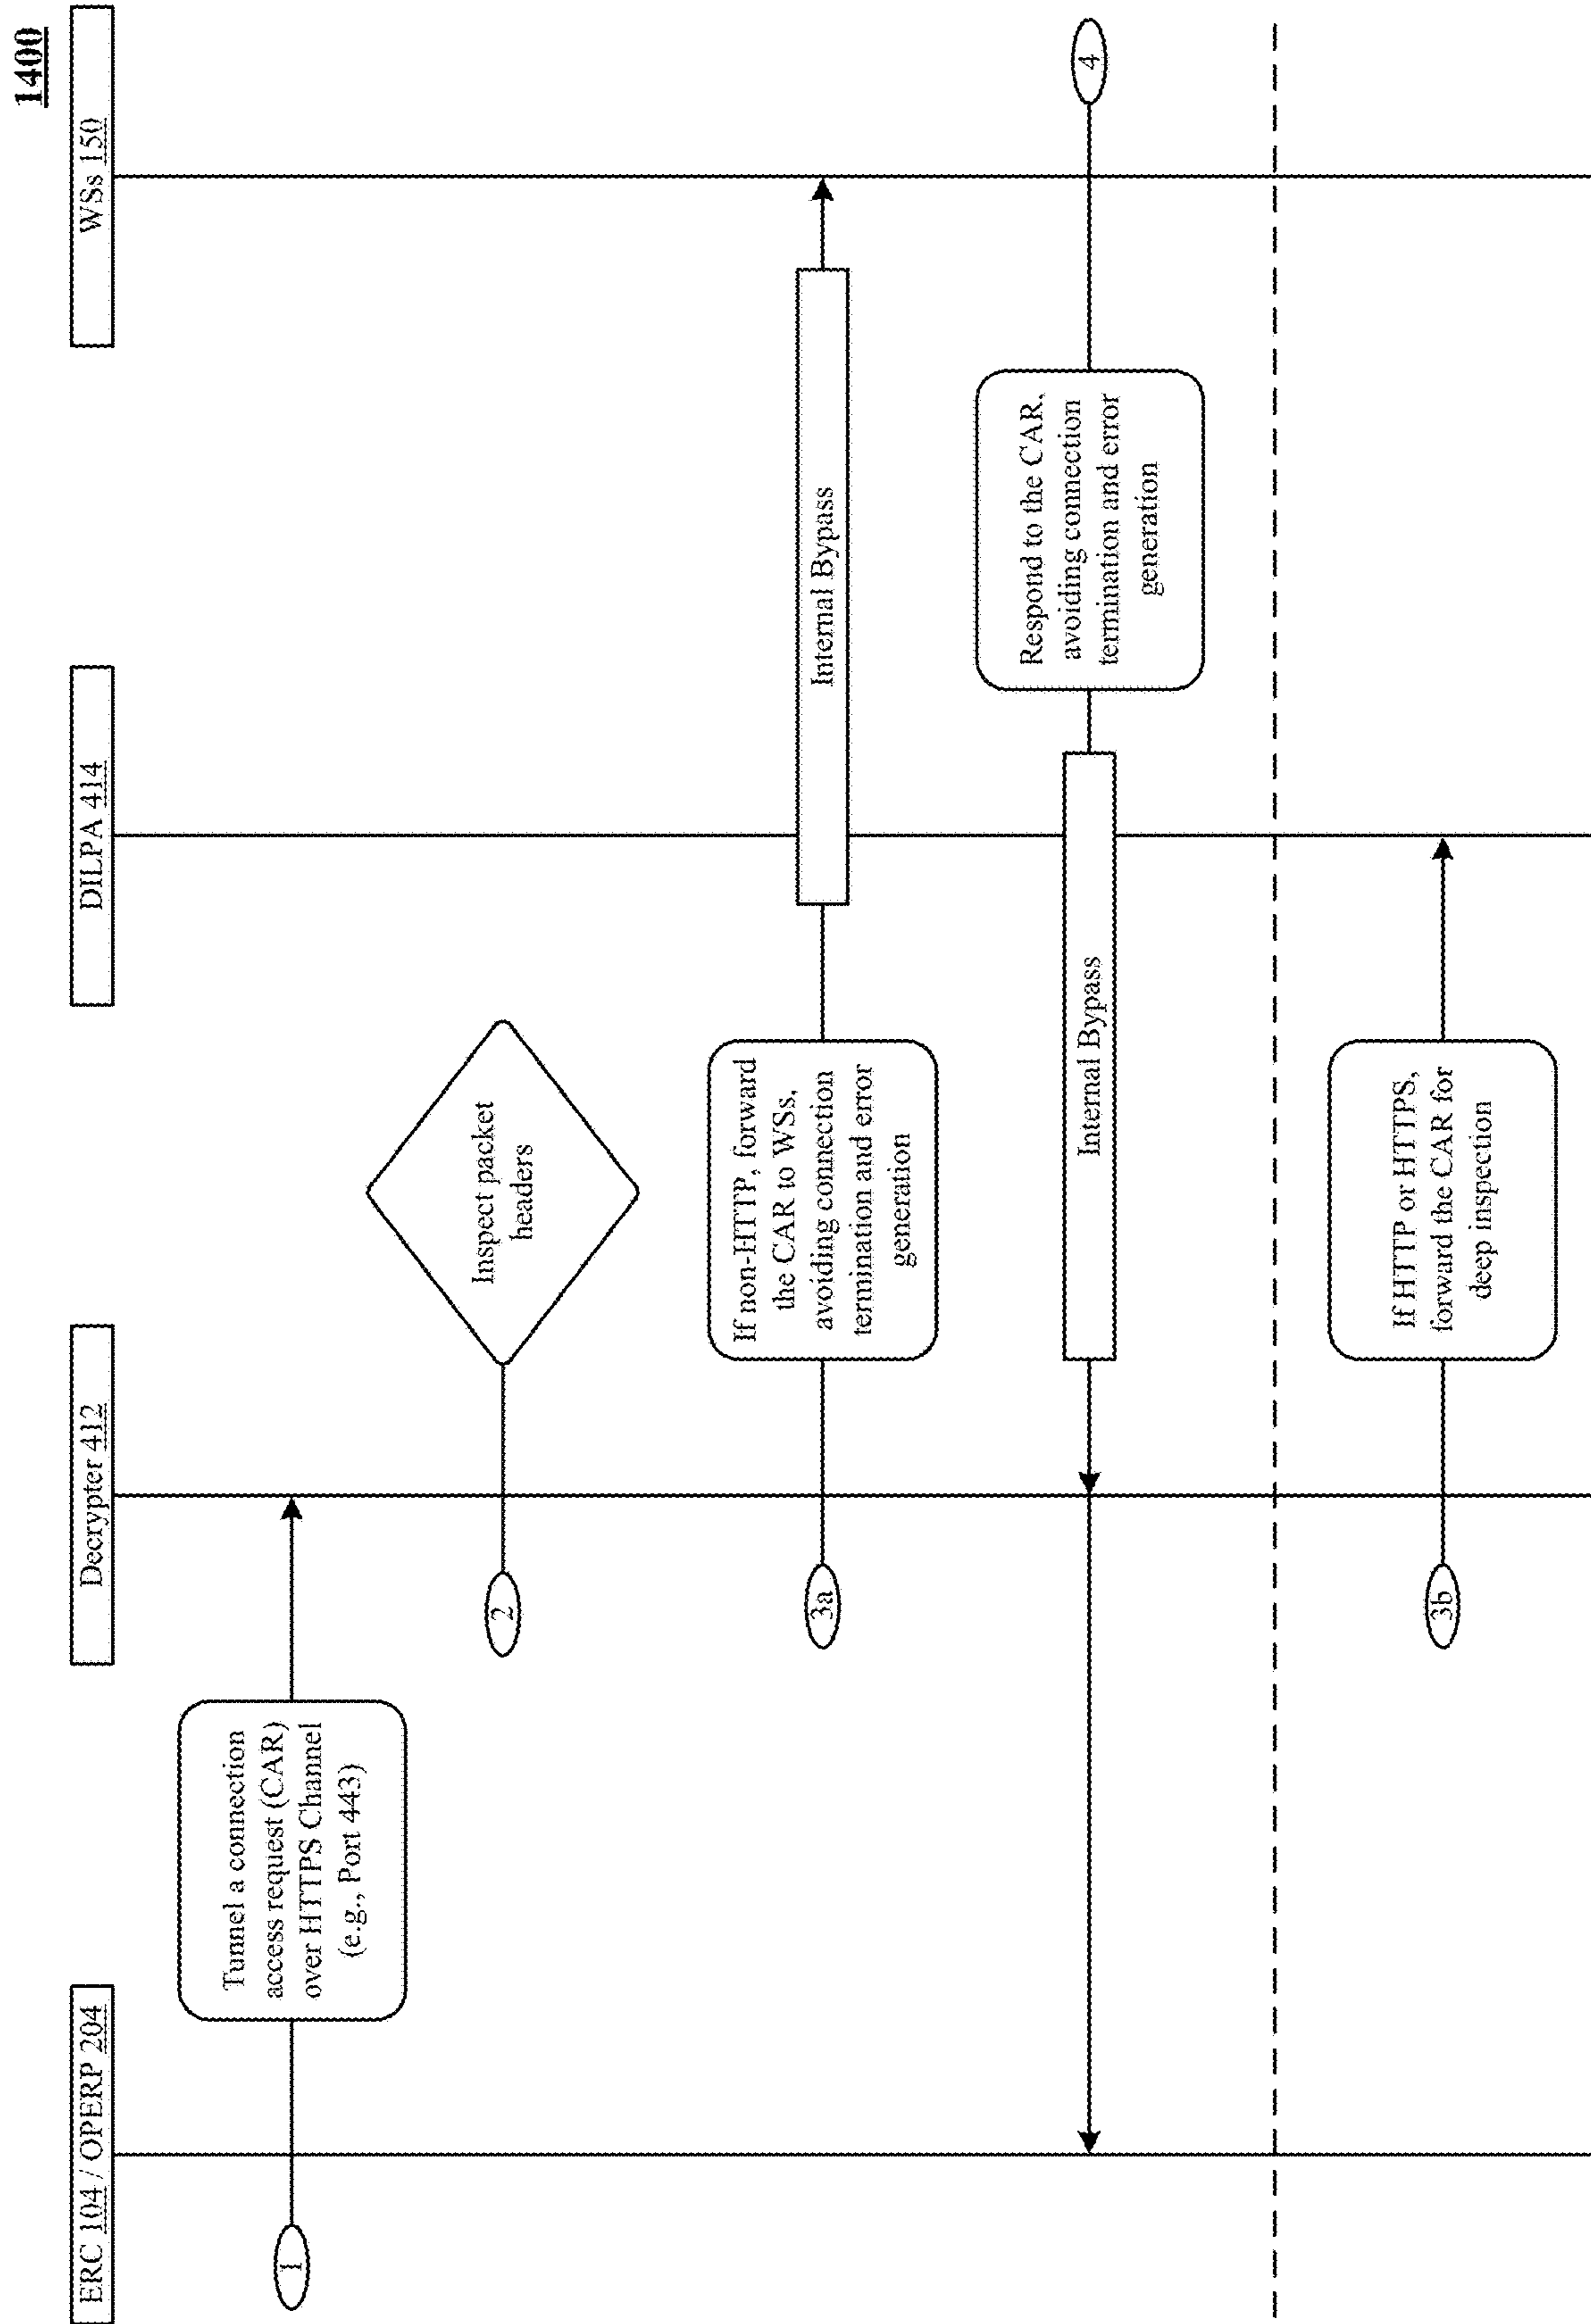 1400
ERC 104 / OPERP 204
Decrypter 412
DILPA 414
WSs 150
1
Tunnel a connection
access request (CAR)
over HTTPS Channel
(e.g., Port 443)
2
Inspect packet
headers
3a
If non-HTTP, forward
the CAR to WSs,
avoiding connection
termination and error
generation
Internal Bypass
Internal Bypass
Respond to the CAR,
avoiding connection
termination and error
generation
4
3b
If HTTP or HTTPS,
forward the CAR for
deep inspection